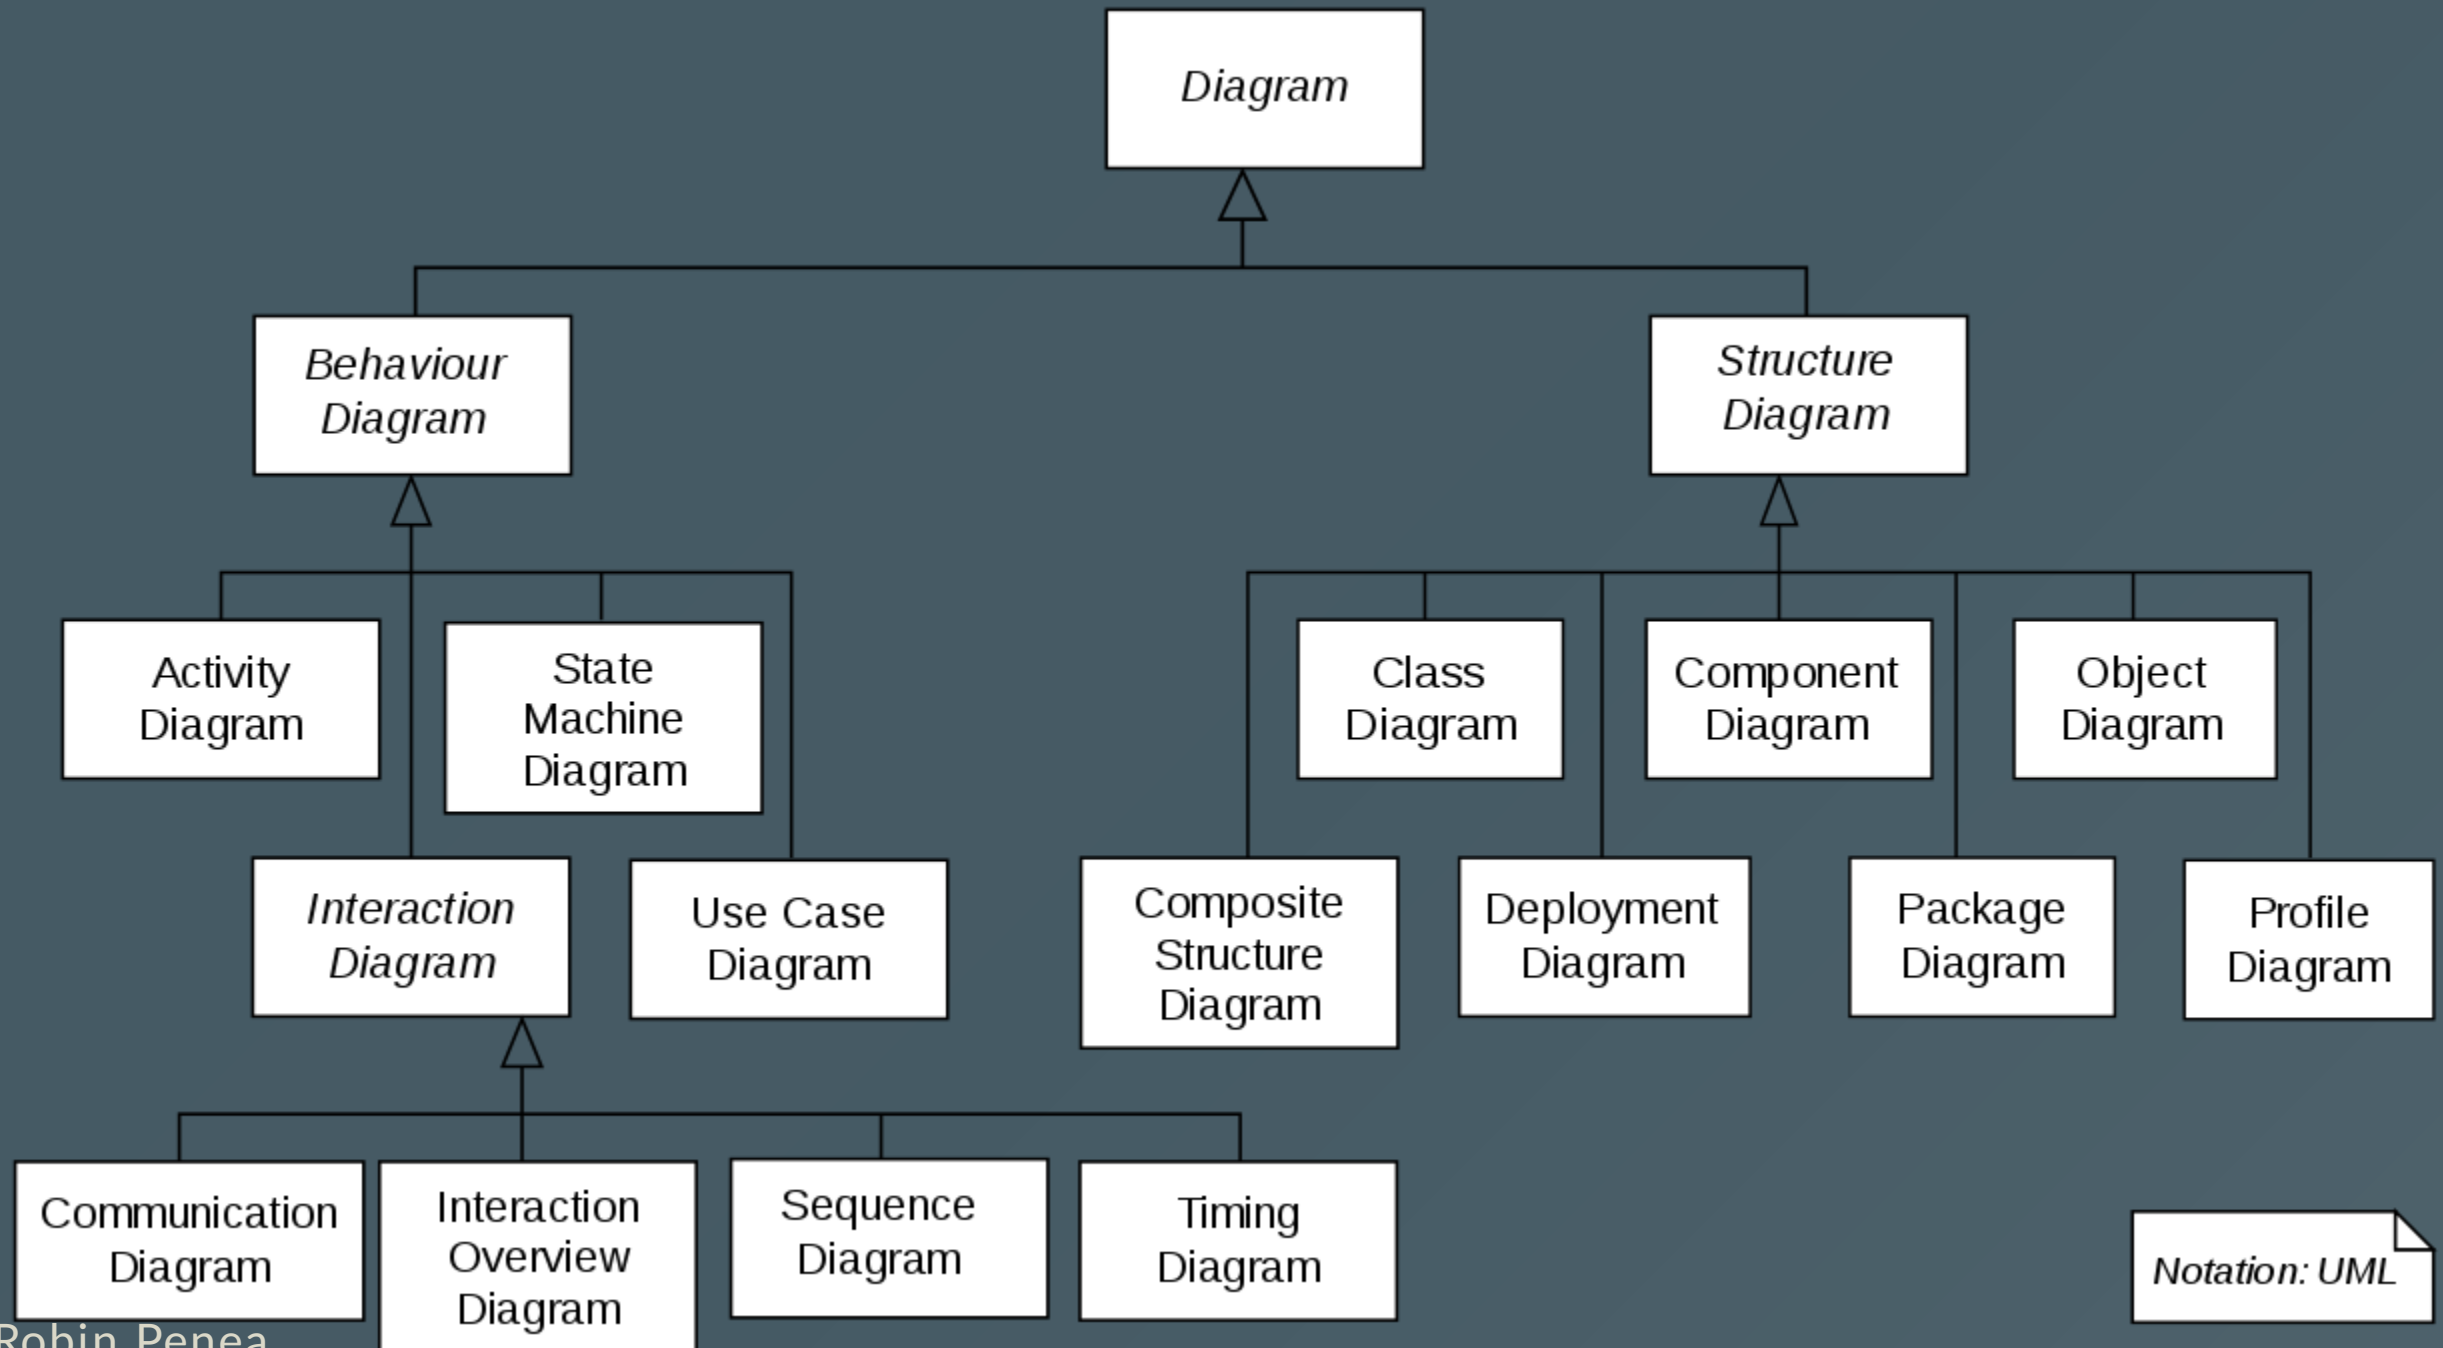 Diagram
Behaviour
Diagram
Structure
Diagram
Activity
Diagram
State
Machine
Diagram
Class
Diagram
Component
Diagram
Object
Diagram
Interaction
Diagram
Use Case
Diagram
Composite
Structure
Diagram
Deployment
Diagram
Package
Diagram
Profile
Diagram
Communication
Diagram
Interaction
Overview
Diagram
Sequence
Diagram
Timing
Diagram
Notation: UML
Robin Penea